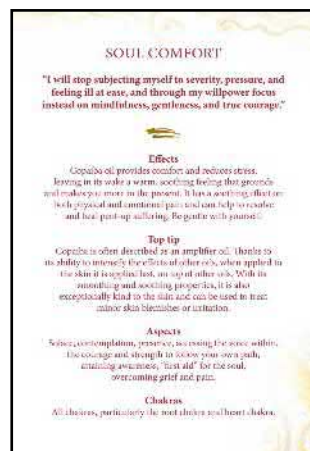 SOUL COMFORT
"I will stop subjecting myself to severity, pressure, and
feeling ill at ease, and through my willpower focus
instead on mindfulness, gentleness, and true courage."
Effects
Copaiba oil provides comfort and reduces stress,
leaving in its wake a warm, soothing feeling that grounds
and makes you more in the present. It has a soothing effect on
both physical and emotional pain and can help to resolve
and heal pent-up suffering. Be gentle with yourself.
Top tip
Copaiba is often described as an amplifier oil. Thanks to
its ability to intensify the effects of other oils, when applied to
the skin it is applied last, on top of other oils. With its
smoothing and soothing properties, it is also
exceptionally kind to the skin and can be used to treat
minor skin blemishes or irritation.
Aspects
Solace, contemplation, presence, accessing the voice within,
the courage and strength to follow your own path,
attaining awareness, "first aid" for the soul,
overcoming grief and pain.
Chakras
All chakras, particularly the root chakra and heart chakra.